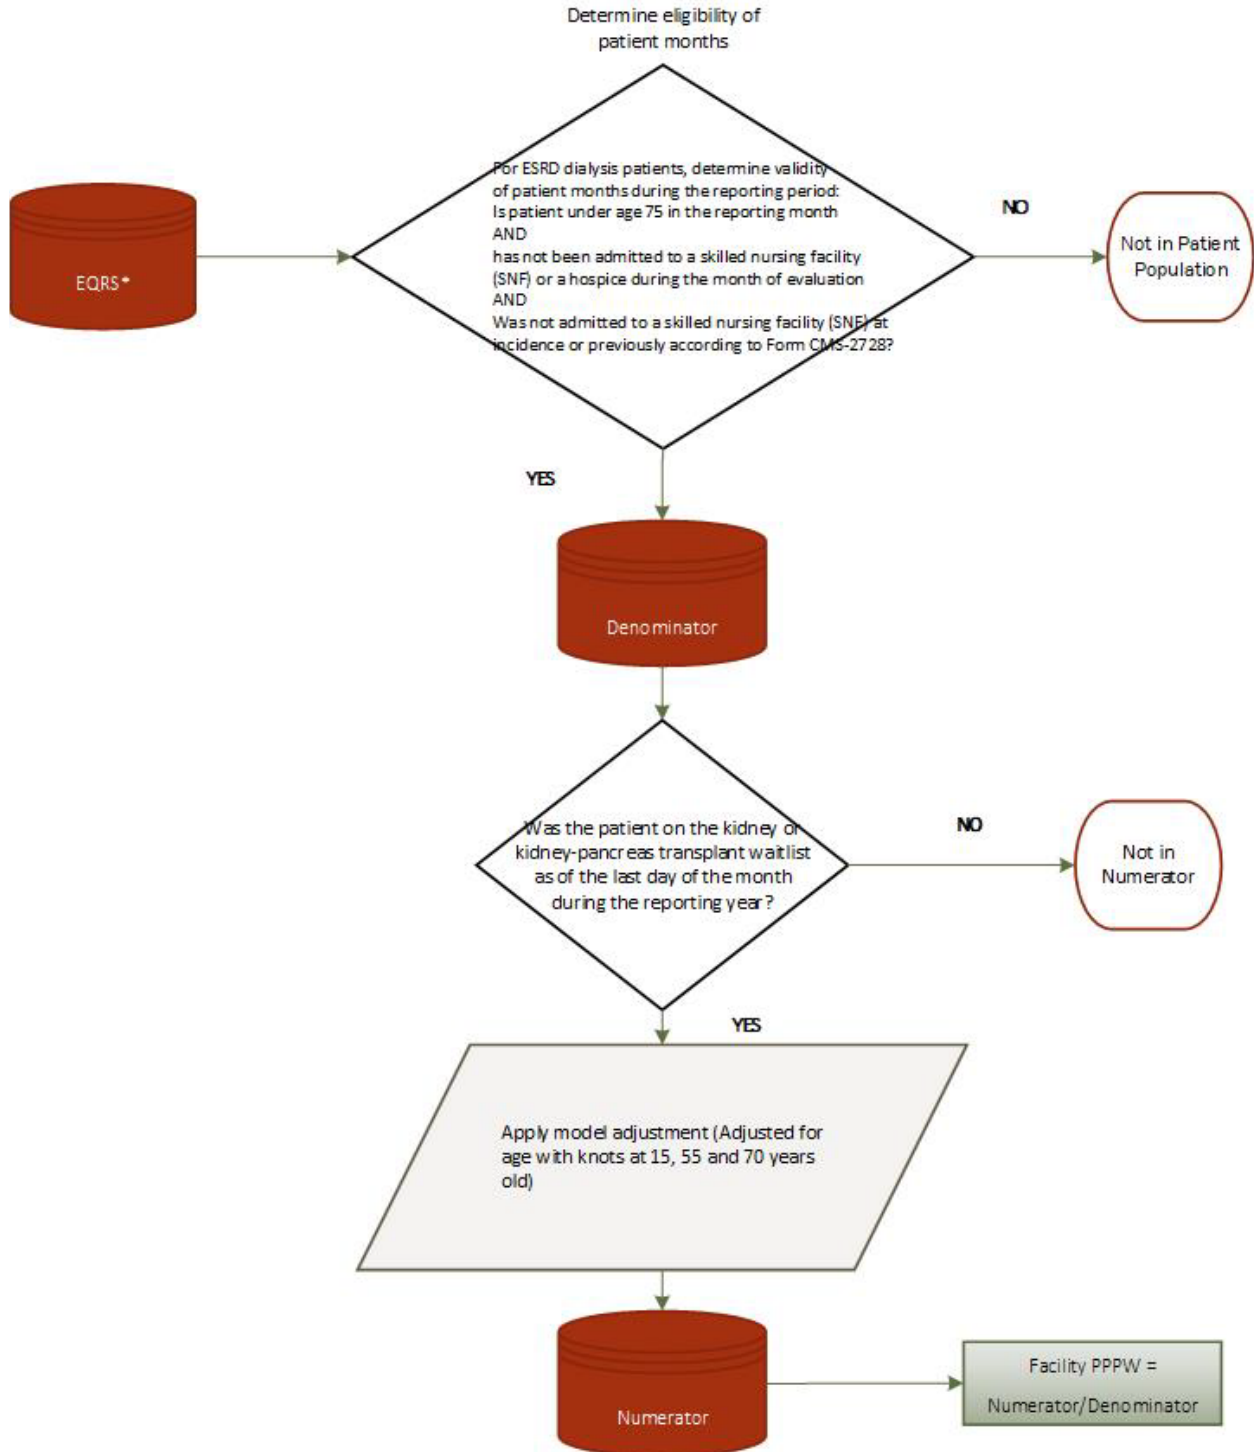 Determine eligibility of
patient months
For ESRD dialysis patients, determine validity
of patient months during the reporting period:
Is patient under age 75 in the reporting month
AND
has not been admitted to a skilled nursing facility
(SNF) or a hospice during the month of evaluation
AND
Was not admitted to a skilled nursing facility (SNF) at
incidence or previously according to Form CMS-2728?
EQRS*
NO
Not in Patient
Population
YES
Denominator
Was the patient on the kidney or
kidney-pancreas transplant waitlist
as of the last day of the month
during the reporting year?
NO
Not in
Numerator
YES
Apply model adjustment (Adjusted for
age with knots at 15, 55 and 70 years
old)
Numerator
Facility PPPW =
Numerator/Denominator